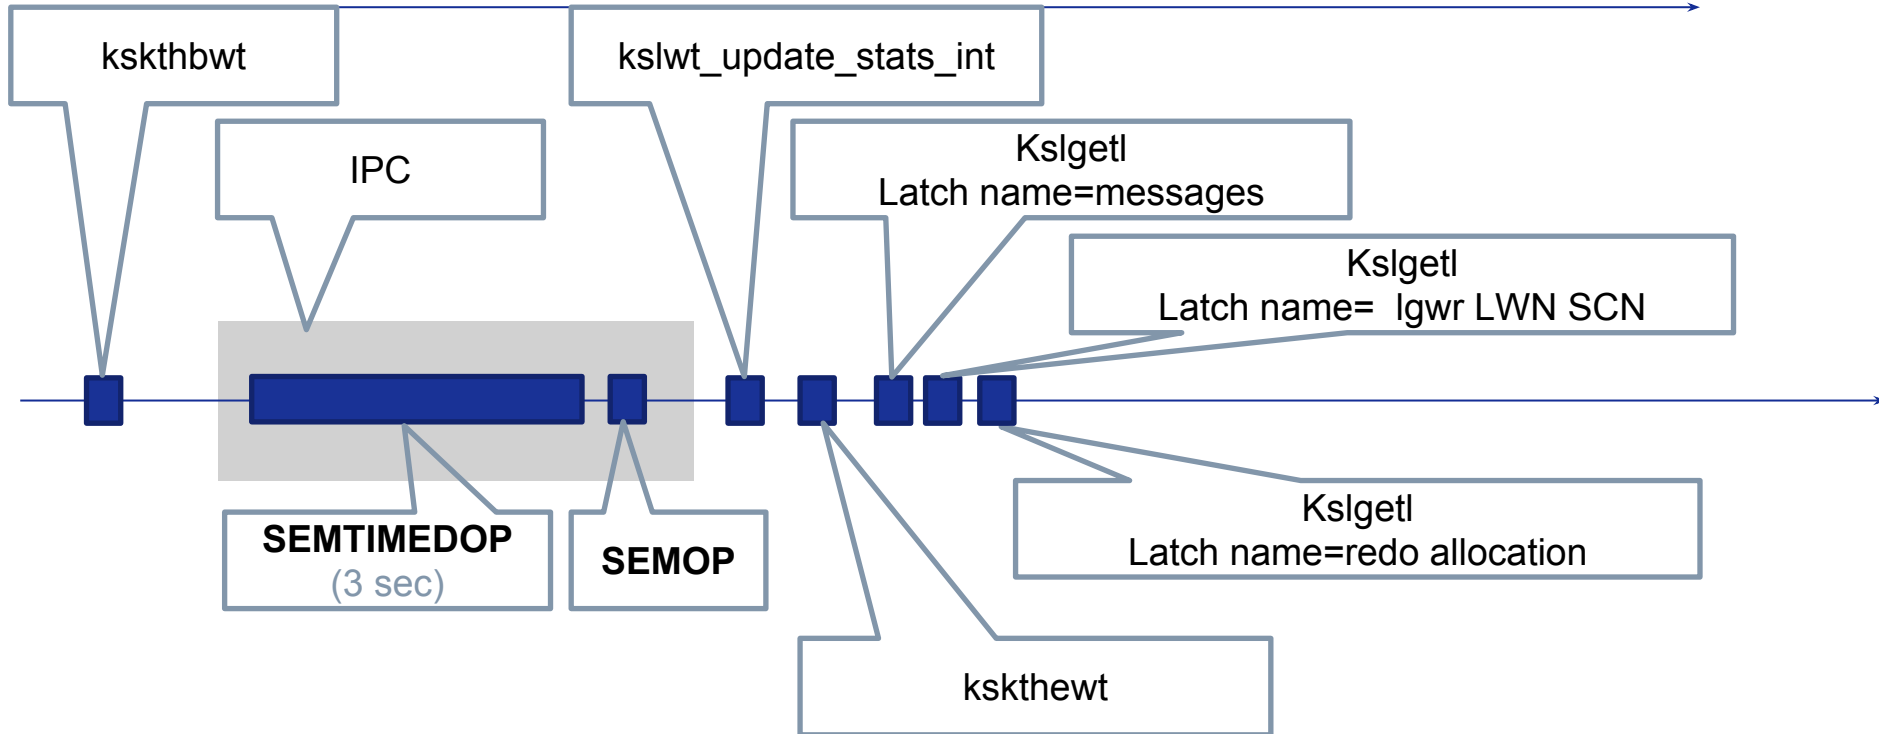 kskthbwt
kslwt_update_stats_int
IPC
Kslgetl
Latch name=messages
Kslgetl
Latch name=  lgwr LWN SCN
SEMTIMEDOP
(3 sec)
SEMOP
Kslgetl
Latch name=redo allocation
kskthewt